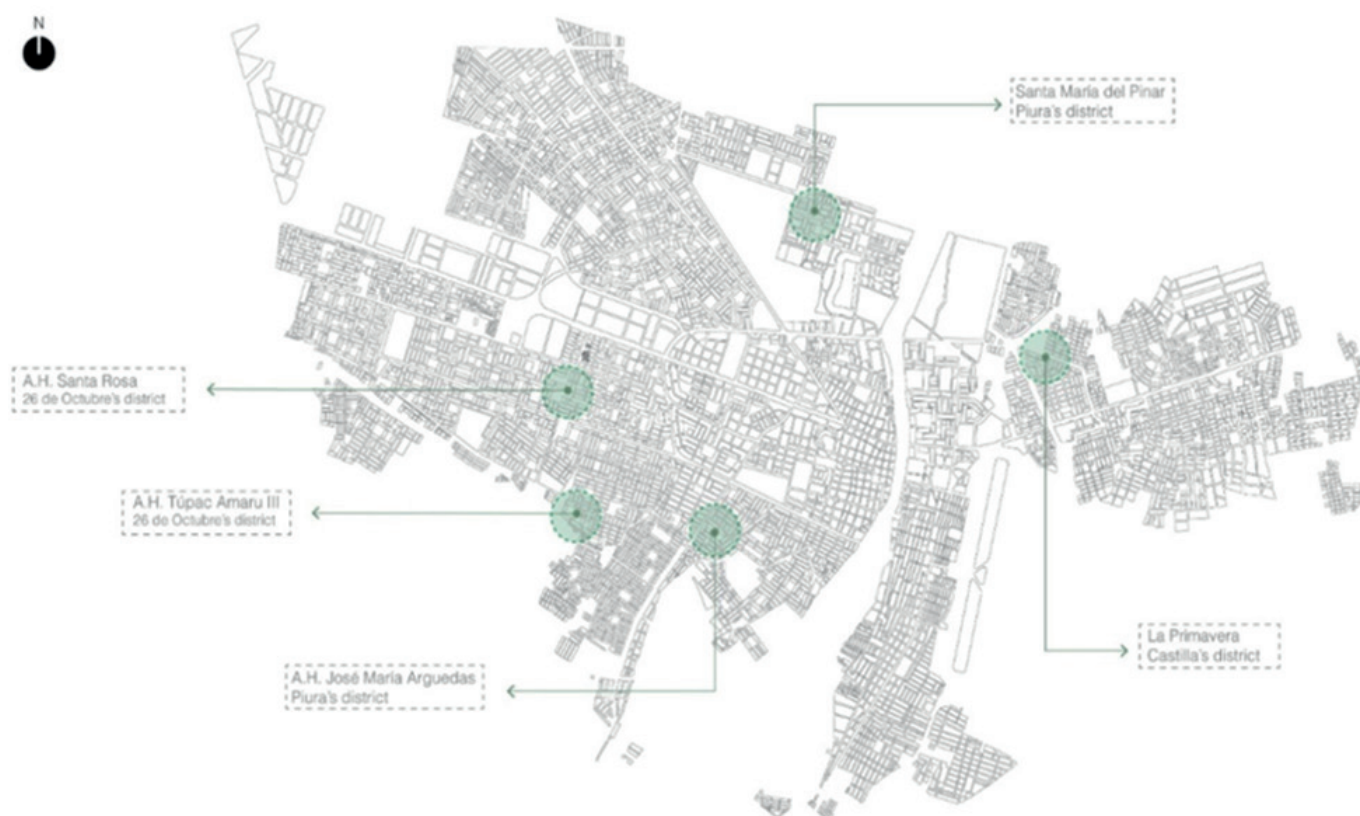 N
Santa María del Pinar
Piura's district
A.H. Santa Rosa
26 de Octubre's district
A.H. Túpac Amaru III
26 de Octubre's district
La Primavera
Castilla's district
A.H. José María Arguedas
Piura's district